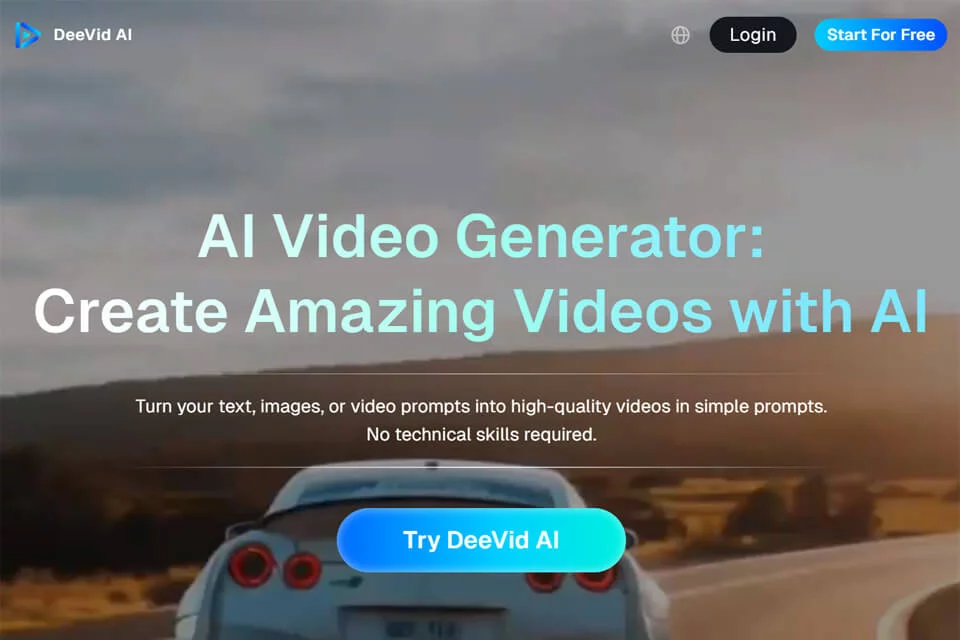 DeeVid AI
Login
Start For Free
AI Video Generator:
Create Amazing Videos with AI
Turn your text, images, or video prompts into high-quality videos in simple prompts.
No technical skills required.
Try DeeVid AI